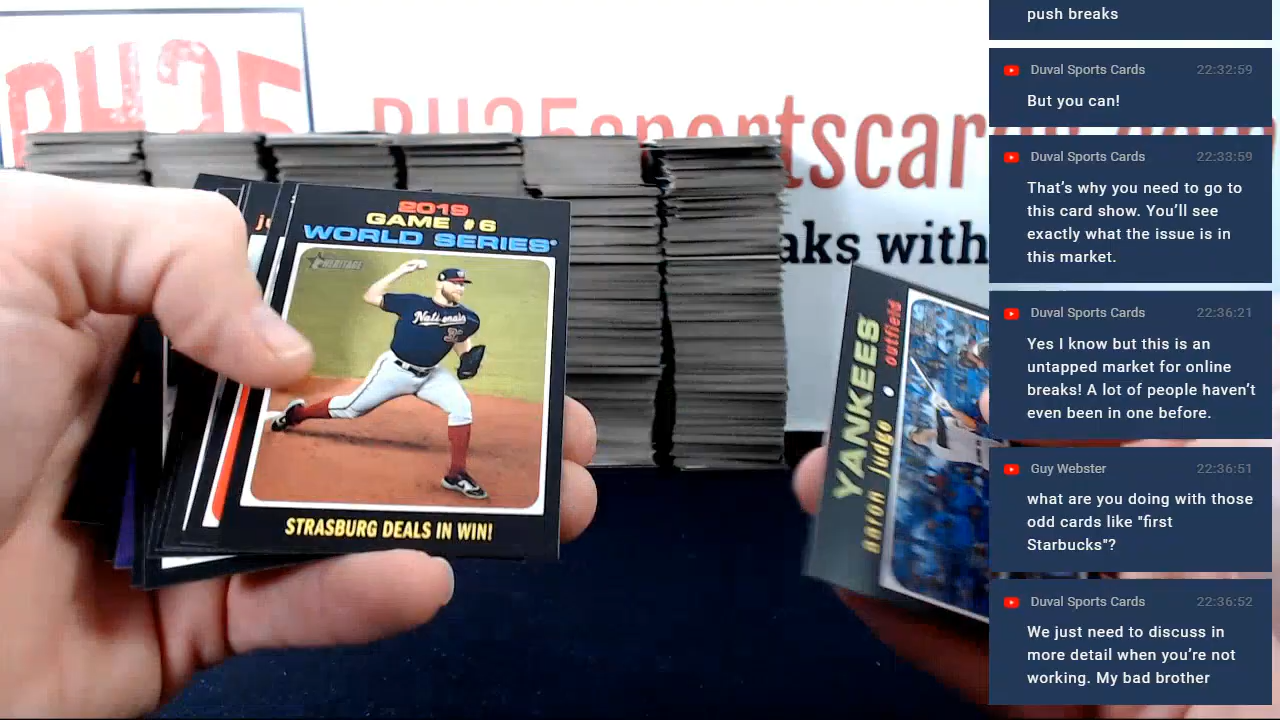 RH35
RH35sportscards.com
aks with
2019
GAME #6
WORLD SERIES
HERITAGE
Nationals
STRASBURG DEALS IN WIN!
YANKEES
aaron judge • outfield
push breaks
Duval Sports Cards 22:32:59
But you can!
Duval Sports Cards 22:33:59
That's why you need to go to
this card show. You'll see
exactly what the issue is in
this market.
Duval Sports Cards 22:36:21
Yes I know but this is an
untapped market for online
breaks! A lot of people haven't
even been in one before.
Guy Webster 22:36:51
what are you doing with those
odd cards like "first
Starbucks"?
Duval Sports Cards 22:36:52
We just need to discuss in
more detail when you're not
working. My bad brother